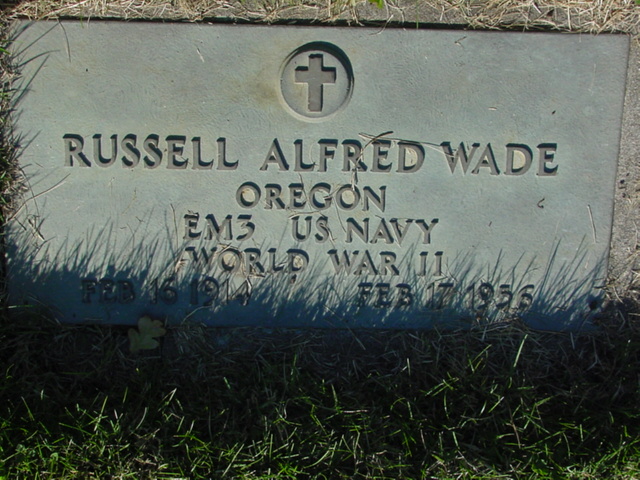 RUSSELL ALFRED WADE
OREGON
EM3 US NAVY
WORLD WAR II
FEB 16 1914 FEB 17 1956